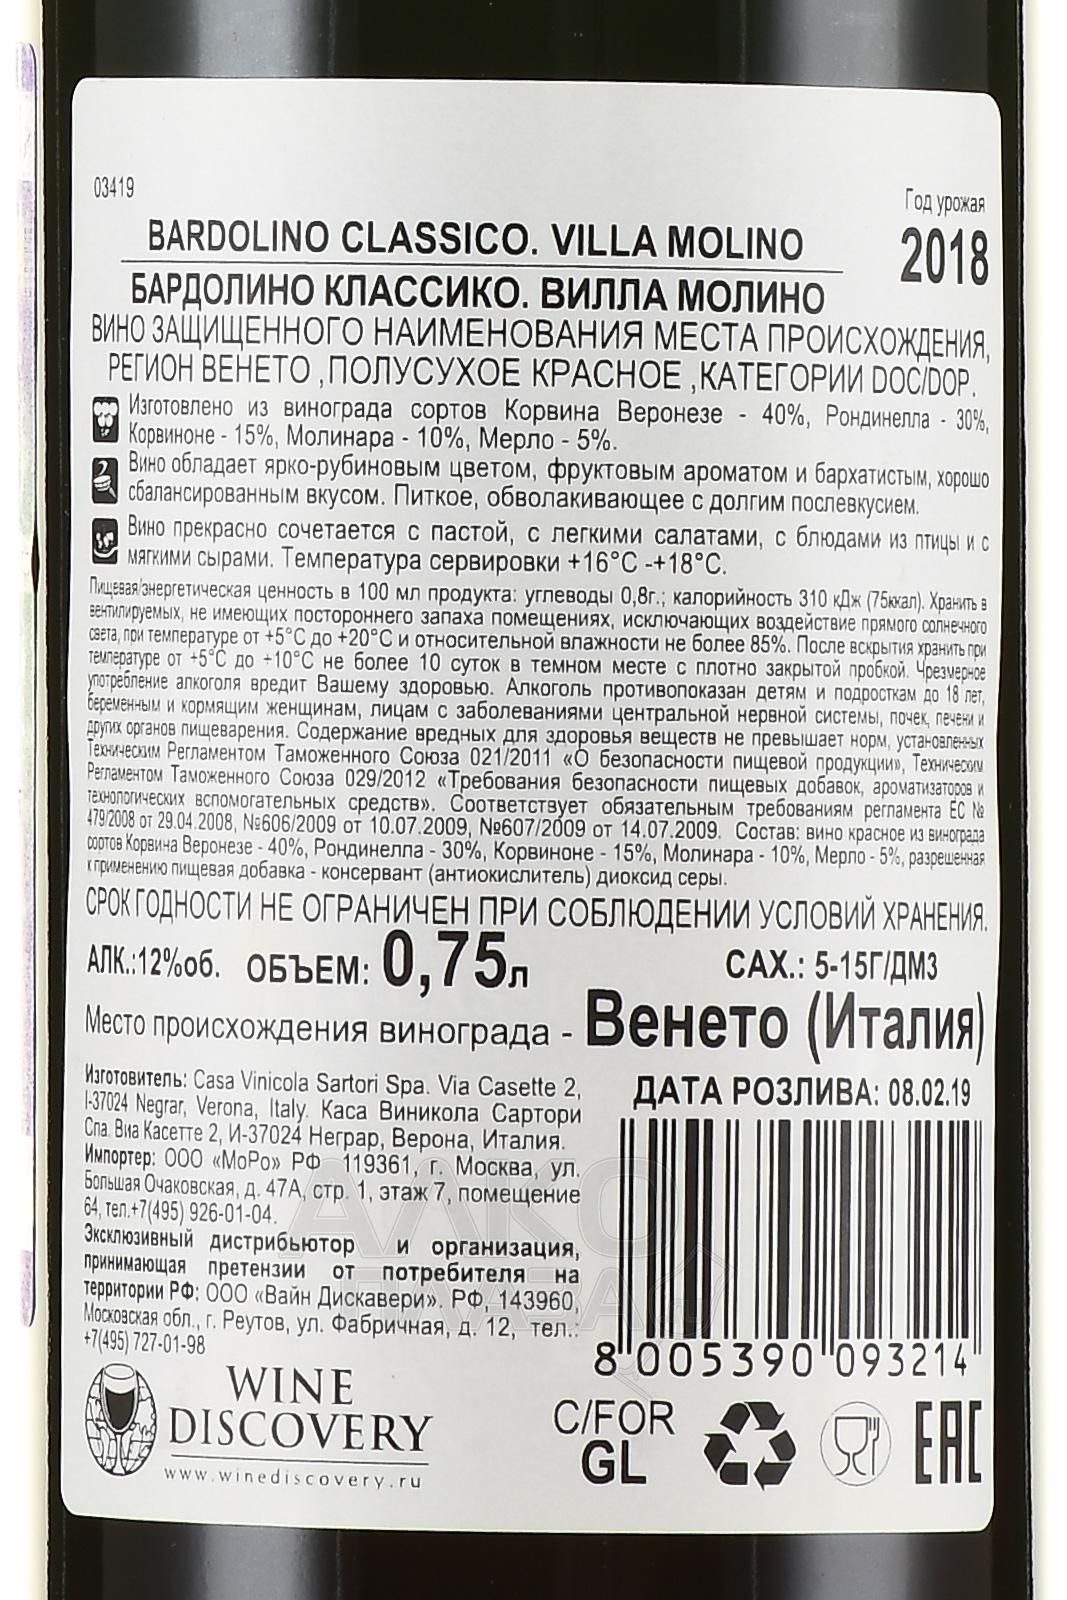 03419
Год урожая
BARDOLINO CLASSICO. VILLA MOLINO
2018
БАРДОЛИНО КЛАССИКО. ВИЛЛА МОЛИНО
ВИНО ЗАЩИЩЕННОГО НАИМЕНОВАНИЯ МЕСТА ПРОИСХОЖДЕНИЯ,
РЕГИОН ВЕНЕТО ,ПОЛУСУХОЕ КРАСНОЕ ,КАТЕГОРИИ DOC/DOP.
Изготовлено из винограда сортов Корвина Веронезе - 40%, Рондинелла - 30%,
Корвиноне - 15%, Молинара - 10%, Мерло - 5%.
Вино обладает ярко-рубиновым цветом, фруктовым ароматом и бархатистым, хорошо
сбалансированным вкусом. Питкое, обволакивающее с долгим послевкусием.
Вино прекрасно сочетается с пастой, с легкими салатами, с блюдами из птицы и с
мягкими сырами. Температура сервировки +16°С -+18°С.
Пищевая/энергетическая ценность в 100 мл продукта: углеводы 0,8г.; калорийность 310 кДж (75ккал). Хранить в
вентилируемых, не имеющих постороннего запаха помещениях, исключающих воздействие прямого солнечного
света, при температуре от +5°С до +20°С и относительной влажности не более 85%. После вскрытия хранить при
температуре от +5°С до +10°С не более 10 суток в темном месте с плотно закрытой пробкой. Чрезмерное
употребление алкоголя вредит Вашему здоровью. Алкоголь противопоказан детям и подросткам до 18 лет,
беременным и кормящим женщинам, лицам с заболеваниями центральной нервной системы, почек, печени и
других органов пищеварения. Содержание вредных для здоровья веществ не превышает норм, установленных
Техническим Регламентом Таможенного Союза 021/2011 «О безопасности пищевой продукции», Техническим
Регламентом Таможенного Союза 029/2012 «Требования безопасности пищевых добавок, ароматизаторов и
технологических вспомогательных средств». Соответствует обязательным требованиям регламента ЕС №
479/2008 от 29.04.2008, №606/2009 от 10.07.2009, №607/2009 от 14.07.2009. Состав: вино красное из винограда
сортов Корвина Веронезе - 40%, Рондинелла - 30%, Корвиноне - 15%, Молинара - 10%, Мерло - 5%, разрешенная
к применению пищевая добавка - консервант (антиокислитель) диоксид серы.
СРОК ГОДНОСТИ НЕ ОГРАНИЧЕН ПРИ СОБЛЮДЕНИИ УСЛОВИЙ ХРАНЕНИЯ.
АЛК.:12%об. ОБЪЕМ: 0,75л САХ.: 5-15Г/ДМ3
Место происхождения винограда - Венето (Италия)
Изготовитель: Casa Vinicola Sartori Spa. Via Casette 2,
I-37024 Negrar, Verona, Italy. Каса Виникола Сартори
Спа. Виа Касетте 2, И-37024 Неграр, Верона, Италия.
Импортер: ООО «МоРо» РФ 119361, г. Москва, ул.
Большая Очаковская, д. 47А, стр. 1, этаж 7, помещение
64, тел.+7(495) 926-01-04.
Эксклюзивный дистрибьютор и организация,
принимающая претензии от потребителя на
территории РФ: ООО «Вайн Дискавери». РФ, 143960,
Московская обл., г. Реутов, ул. Фабричная, д. 12, тел.:
+7(495) 727-01-98
ДАТА РОЗЛИВА: 08.02.19
8 005390 093214
WINE
DISCOVERY
www.winediscovery.ru
C/FOR
GL
EAC
АЛКО
ПЛАЗА.ru